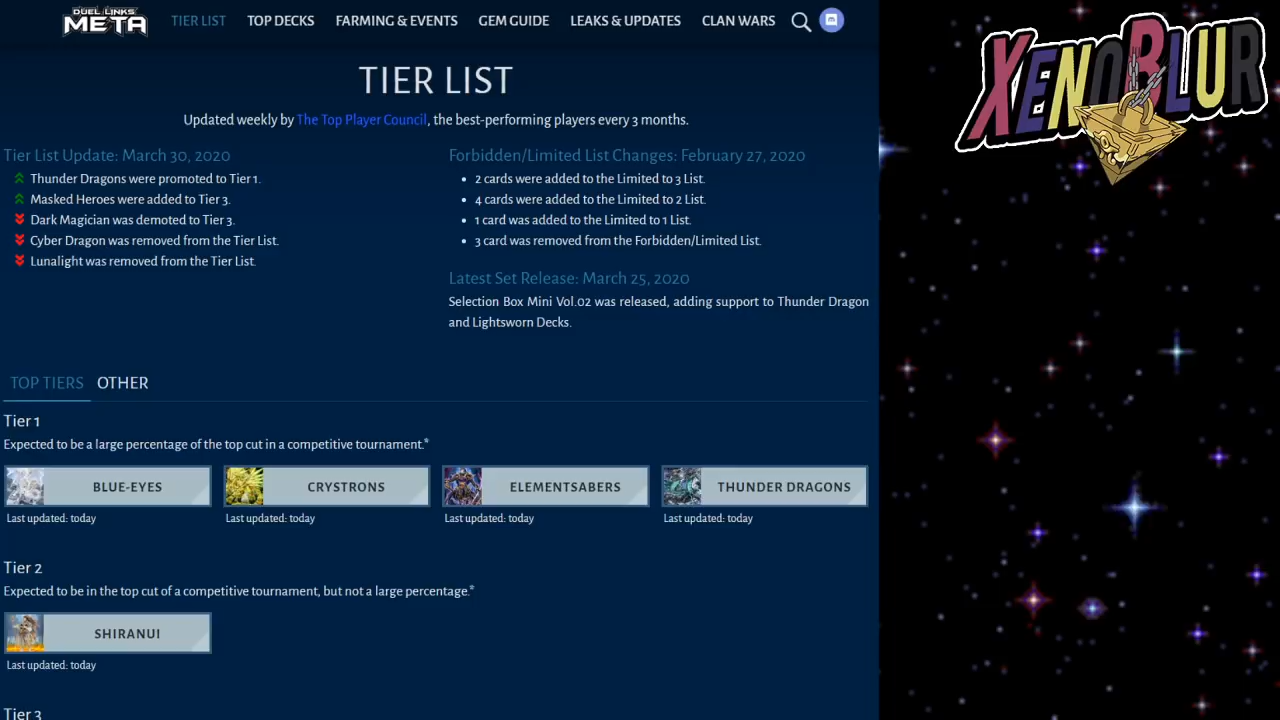 DUEL LINKS
META
TIER LIST
TOP DECKS
FARMING & EVENTS
GEM GUIDE
LEAKS & UPDATES
CLAN WARS
XENOBLUR
TIER LIST
Updated weekly by The Top Player Council, the best-performing players every 3 months.
Tier List Update: March 30, 2020
Thunder Dragons were promoted to Tier 1.
Masked Heroes were added to Tier 3.
Dark Magician was demoted to Tier 3.
Cyber Dragon was removed from the Tier List.
Lunalight was removed from the Tier List.
Forbidden/Limited List Changes: February 27, 2020
• 2 cards were added to the Limited to 3 List.
• 4 cards were added to the Limited to 2 List.
• 1 card was added to the Limited to 1 List.
• 3 card was removed from the Forbidden/Limited List.
Latest Set Release: March 25, 2020
Selection Box Mini Vol.02 was released, adding support to Thunder Dragon
and Lightsworn Decks.
TOP TIERS
OTHER
Tier 1
Expected to be a large percentage of the top cut in a competitive tournament.*
BLUE-EYES
CRYSTRONS
ELEMENTSABERS
THUNDER DRAGONS
Last updated: today
Last updated: today
Last updated: today
Last updated: today
Tier 2
Expected to be in the top cut of a competitive tournament, but not a large percentage.*
SHIRANUI
Last updated: today
Tier 3